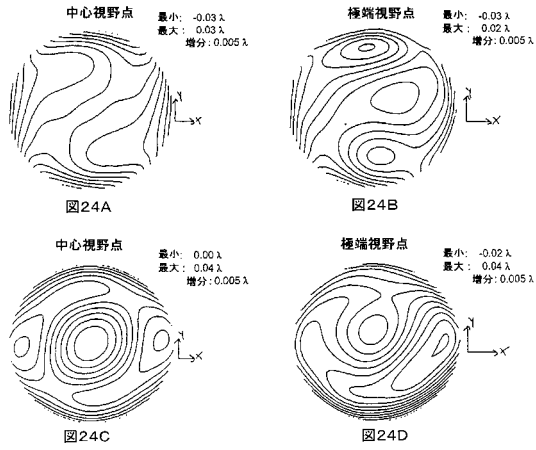 中心視野点
最小: -0.03 λ
最大: 0.03 λ
増分: 0.005 λ
Y
X
図24A
極端視野点
最小: -0.03 λ
最大: 0.02 λ
増分: 0.005 λ
Y
X
図24B
中心視野点
最小: 0.00 λ
最大: 0.04 λ
増分: 0.005 λ
Y
X
図24C
極端視野点
最小: -0.02 λ
最大: 0.04 λ
増分: 0.005 λ
Y
X
図24D